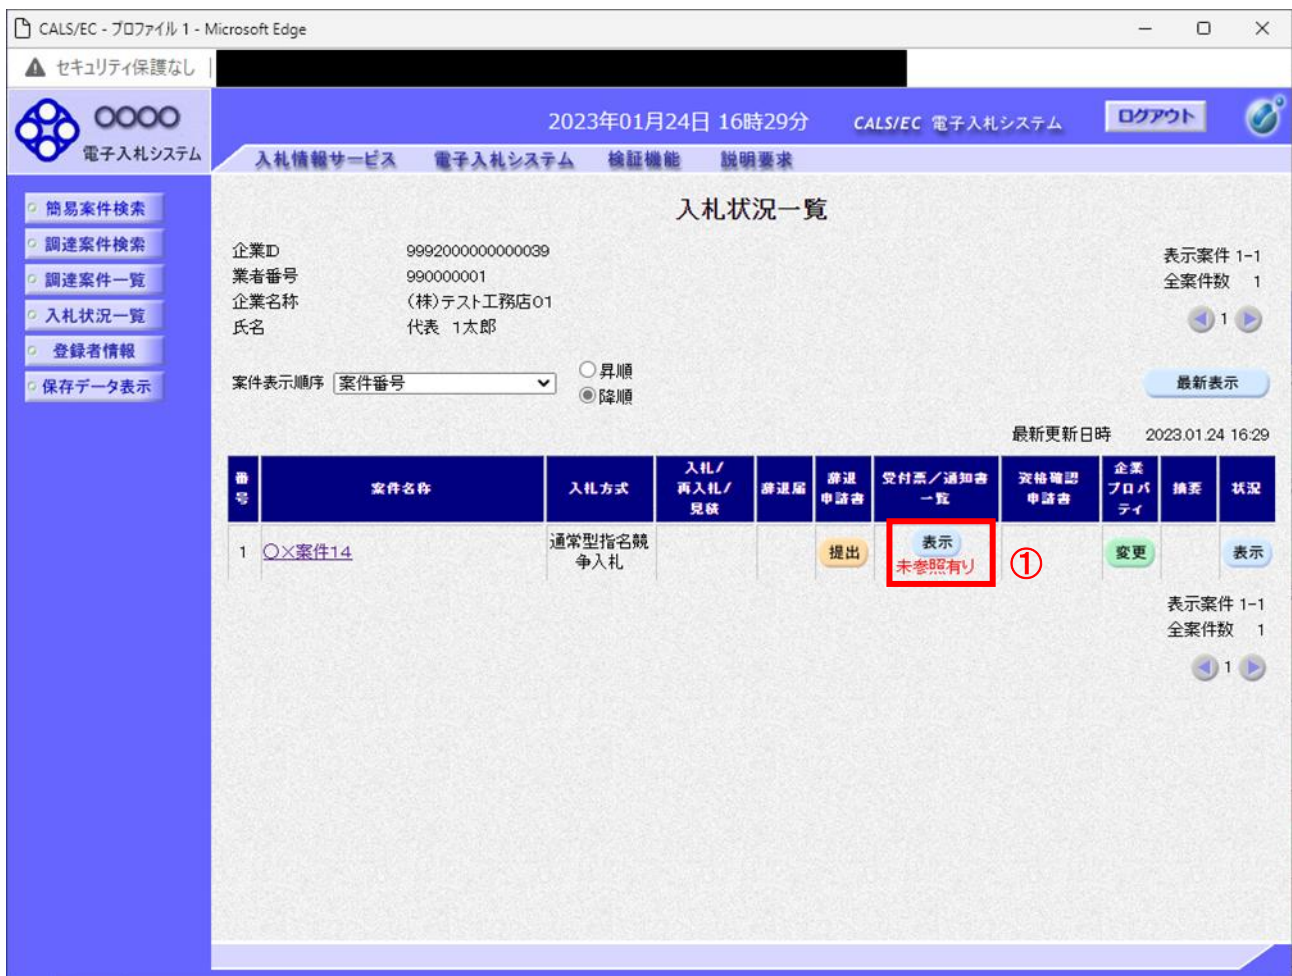 CALS/EC - プロファイル 1 - Microsoft Edge
セキュリティ保護なし
○○○○
電子入札システム
2023年01月24日 16時29分
CALS/EC 電子入札システム
ログアウト
入札情報サービス 電子入札システム 検証機能 説明要求
簡易案件検索
調達案件検索
調達案件一覧
入札状況一覧
登録者情報
保存データ表示
入札状況一覧
企業ID 9992000000000039
業者番号 990000001
企業名称 (株)テスト工務店01
氏名 代表 1太郎
表示案件 1-1
全案件数 1
1
案件表示順序 案件番号
昇順
降順
最新表示
最新更新日時 2023.01.24 16:29
番号 案件名称 入札方式 入札/再入札/見積 辞退届 辞退申請書 受付票/通知書一覧 資格確認申請書 企業プロパティ 摘要 状況
1 ○×案件14 通常型指名競争入札 提出 表示 未参照有り ① 変更 表示
表示案件 1-1
全案件数 1
1